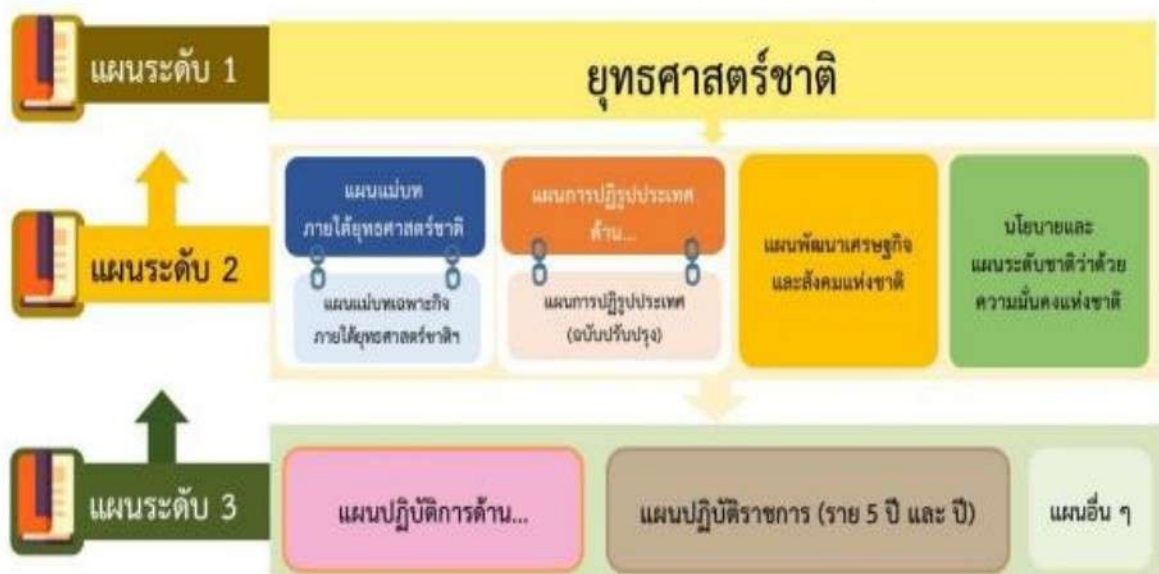 แผนระดับ 1
ยุทธศาสตร์ชาติ
แผนระดับ 2
แผนแม่บท
ภายใต้ยุทธศาสตร์ชาติ
แผนแม่บทเฉพาะกิจ
ภายใต้ยุทธศาสตร์ชาติฯ
แผนการปฏิรูปประเทศ
ด้าน...
แผนการปฏิรูปประเทศ
(ฉบับปรับปรุง)
แผนพัฒนาเศรษฐกิจ
และสังคมแห่งชาติ
นโยบายและ
แผนระดับชาติว่าด้วย
ความมั่นคงแห่งชาติ
แผนระดับ 3
แผนปฏิบัติการด้าน...
แผนปฏิบัติราชการ (ราย 5 ปี และ ปี)
แผนอื่น ๆ